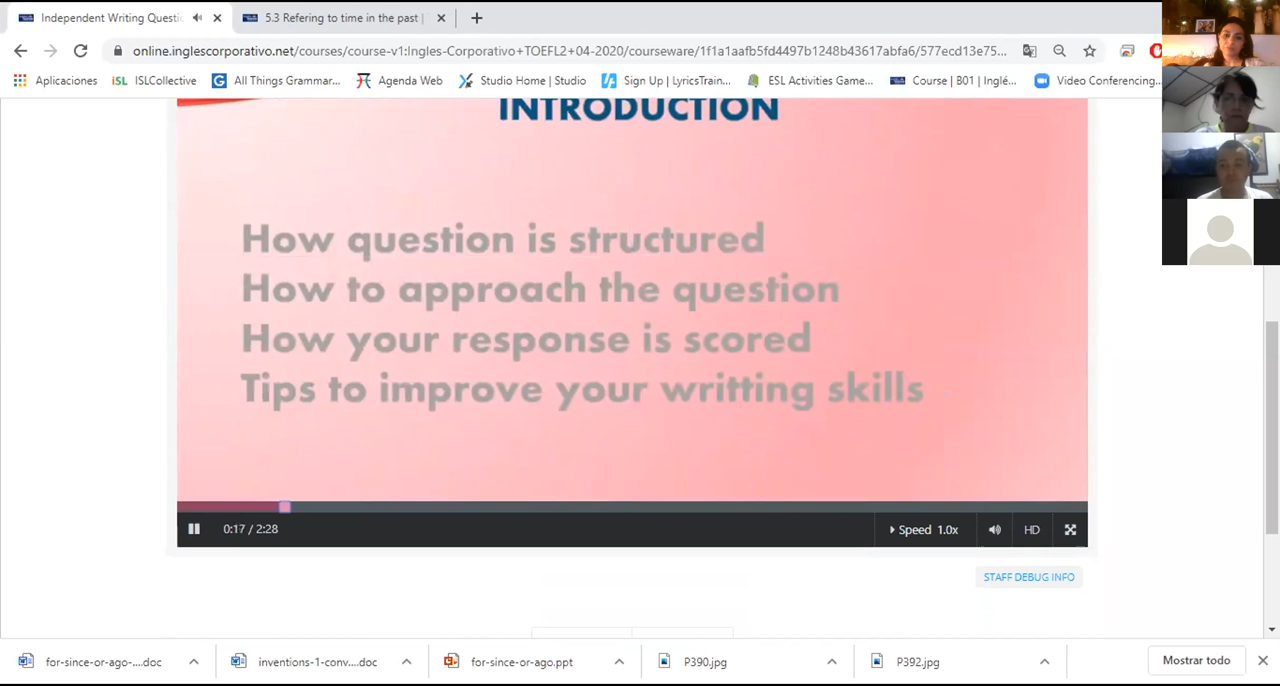 Independent Writing Questi
5.3 Refering to time in the past |
online.inglescorporativo.net/courses/course-v1:Ingles-Corporativo+TOEFL2+04-2020/courseware/1f1a1aafb5fd4497b1248b43617abfa6/577ecd13e75...
Aplicaciones
iSL ISLCollective
G All Things Grammar...
Agenda Web
Studio Home | Studio
Sign Up | LyricsTrain...
ESL Activities Game...
Course | B01 | Inglé...
Video Conferencing...
INTRODUCTION
How question is structured
How to approach the question
How your response is scored
Tips to improve your writting skills
0:17 / 2:28
Speed 1.0x
HD
STAFF DEBUG INFO
for-since-or-ago-....doc
inventions-1-conv....doc
for-since-or-ago.ppt
P390.jpg
P392.jpg
Mostrar todo